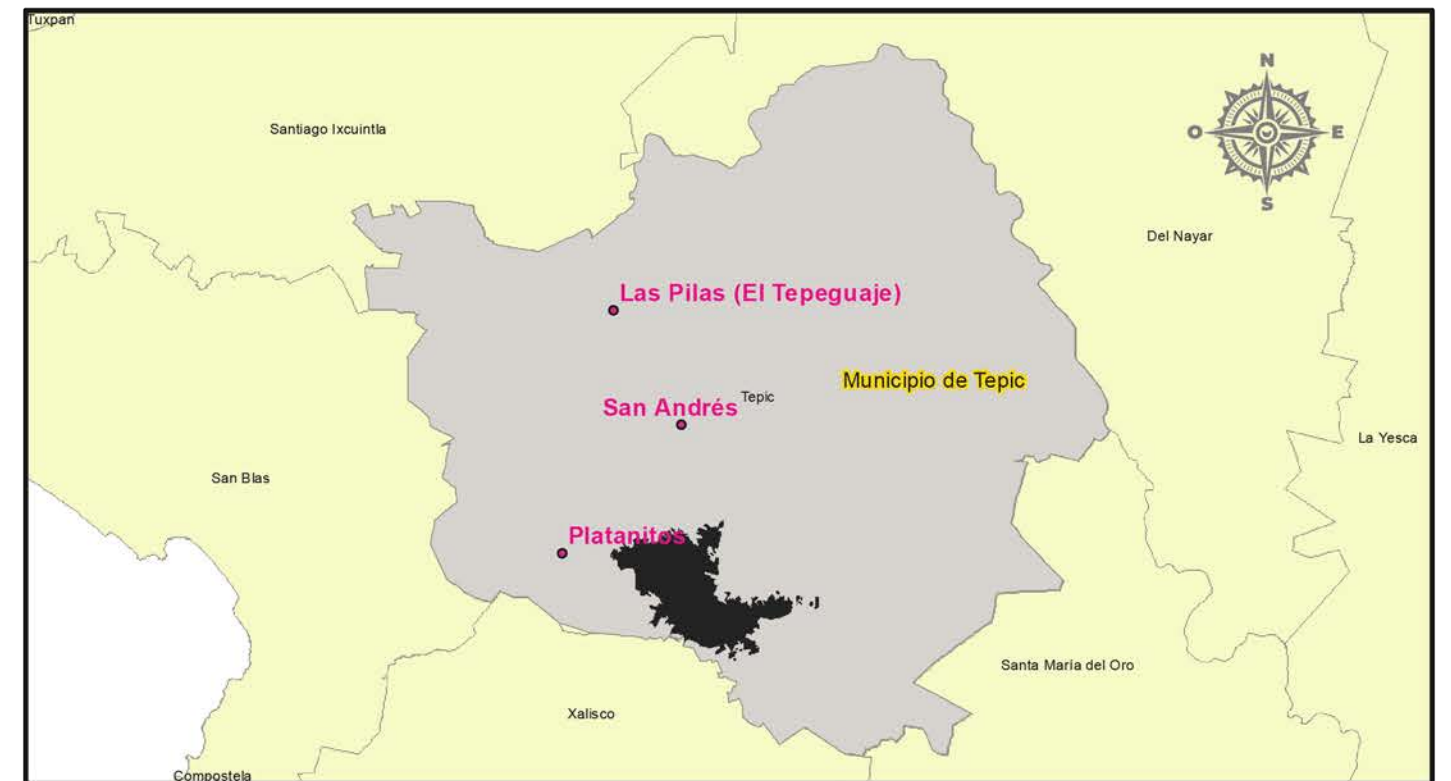 Tuxpan
N
Santiago Ixcuintla
O
E
S
Del Nayar
Las Pilas (El Tepeguaje)
Municipio de Tepic
Tepic
San Andrés
La Yesca
San Blas
Platanitos
Santa María del Oro
Xalisco
Compostela